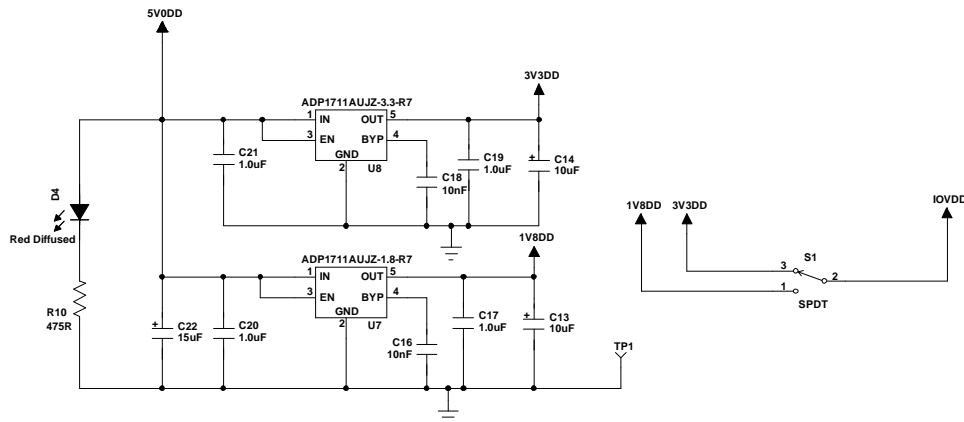 5V0DD
3V3DD
ADP1711AUJZ-3.3-R7
1 IN OUT 5
3 EN BYP 4
GND
2
U8
C21
1.0uF
C18
10nF
C19
1.0uF
+ C14
10uF
D4
Red Diffused
1V8DD
ADP1711AUJZ-1.8-R7
1 IN OUT 5
3 EN BYP 4
GND
2
U7
R10
475R
+ C22
15uF
C20
1.0uF
C16
10nF
C17
1.0uF
+ C13
10uF
TP1
1V8DD
3V3DD
IOVDD
S1
3
2
1
SPDT